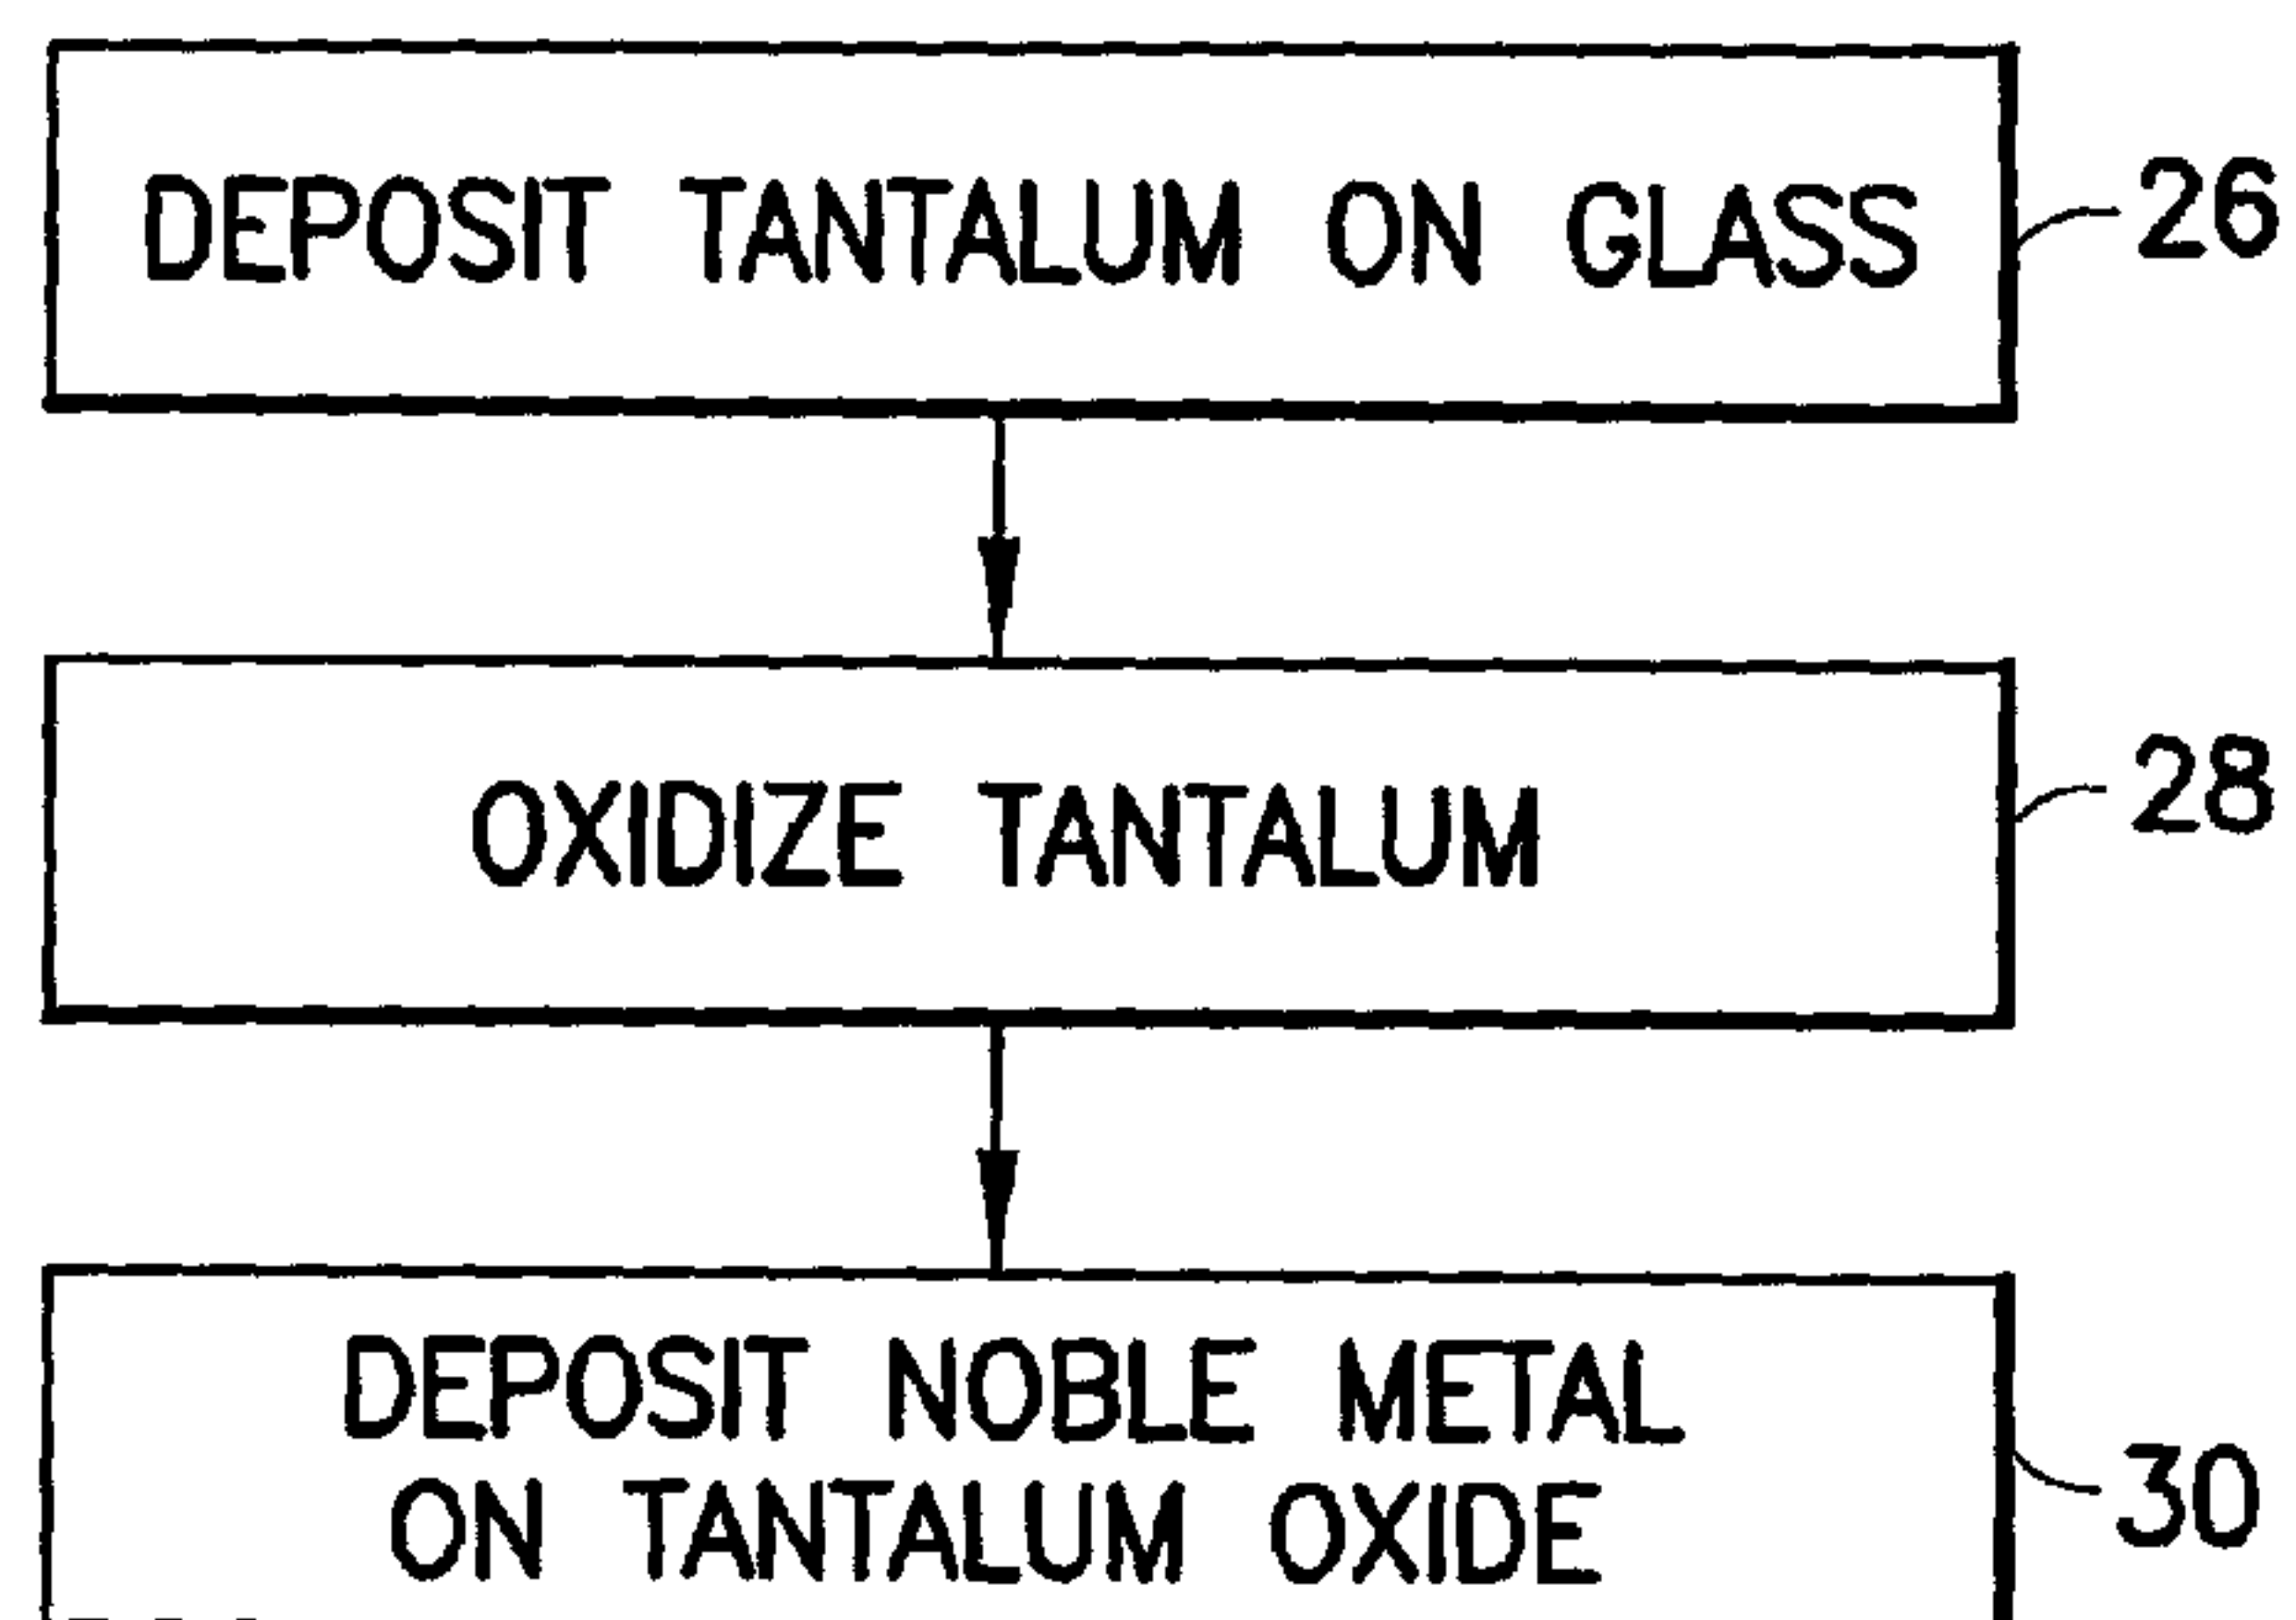 DEPOSIT TANTALUM ON GLASS
26
OXIDIZE TANTALUM
28
DEPOSIT NOBLE METAL
ON TANTALUM OXIDE
30